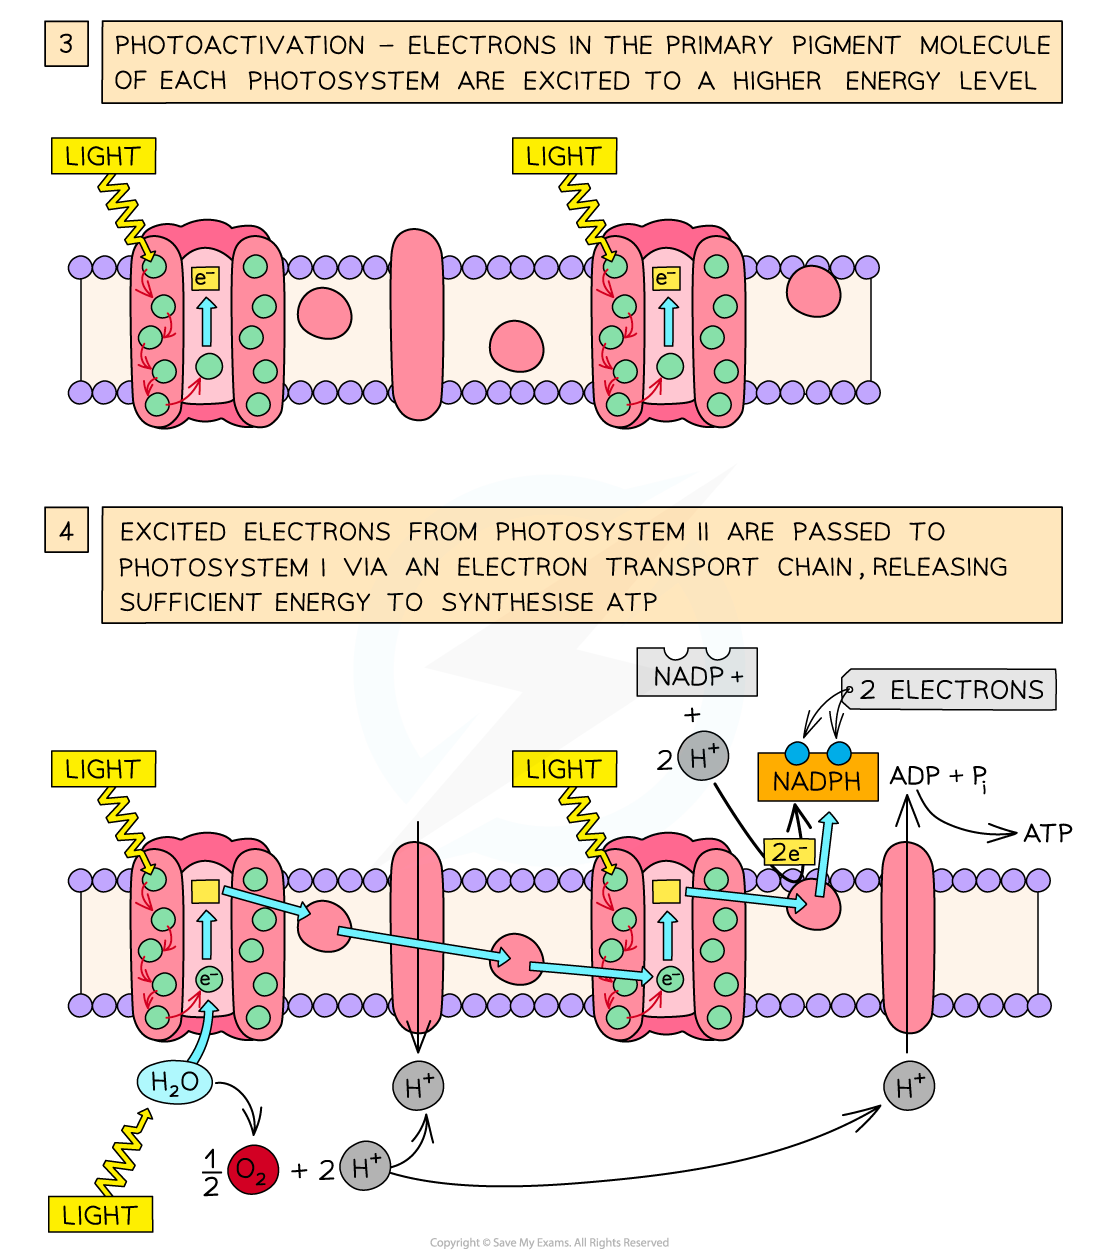 3
PHOTOACTIVATION – ELECTRONS IN THE PRIMARY PIGMENT MOLECULE
OF EACH PHOTOSYSTEM ARE EXCITED TO A HIGHER ENERGY LEVEL
LIGHT
LIGHT
e⁻
e⁻
4
EXCITED ELECTRONS FROM PHOTOSYSTEM II ARE PASSED TO
PHOTOSYSTEM I VIA AN ELECTRON TRANSPORT CHAIN, RELEASING
SUFFICIENT ENERGY TO SYNTHESISE ATP
NADP+
+
2 H⁺
2 ELECTRONS
LIGHT
LIGHT
NADPH
ADP + Pᵢ
ATP
2e⁻
e⁻
e⁻
H₂O
H⁺
H⁺
1/2 O₂ + 2 H⁺
LIGHT
Copyright © Save My Exams. All Rights Reserved